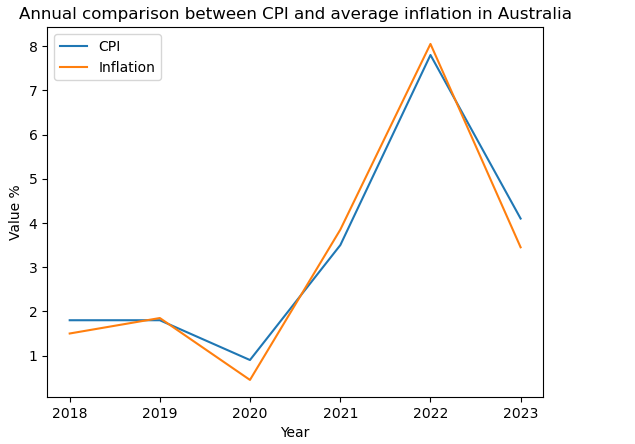 Annual comparison between CPI and average inflation in Australia
CPI
Inflation
Value %
8
7
6
5
4
3
2
1
2018 2019 2020 2021 2022 2023
Year